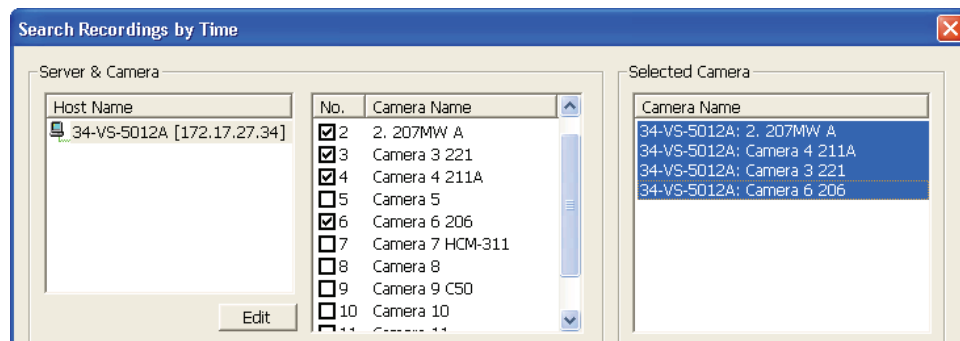 Search Recordings by Time
Server & Camera
Host Name
34-VS-5012A [172.17.27.34]
Edit
No. Camera Name
2 2. 207MW A
3 Camera 3 221
4 Camera 4 211A
5 Camera 5
6 Camera 6 206
7 Camera 7 HCM-311
8 Camera 8
9 Camera 9 C50
10 Camera 10
Selected Camera
Camera Name
34-VS-5012A: 2. 207MW A
34-VS-5012A: Camera 4 211A
34-VS-5012A: Camera 3 221
34-VS-5012A: Camera 6 206